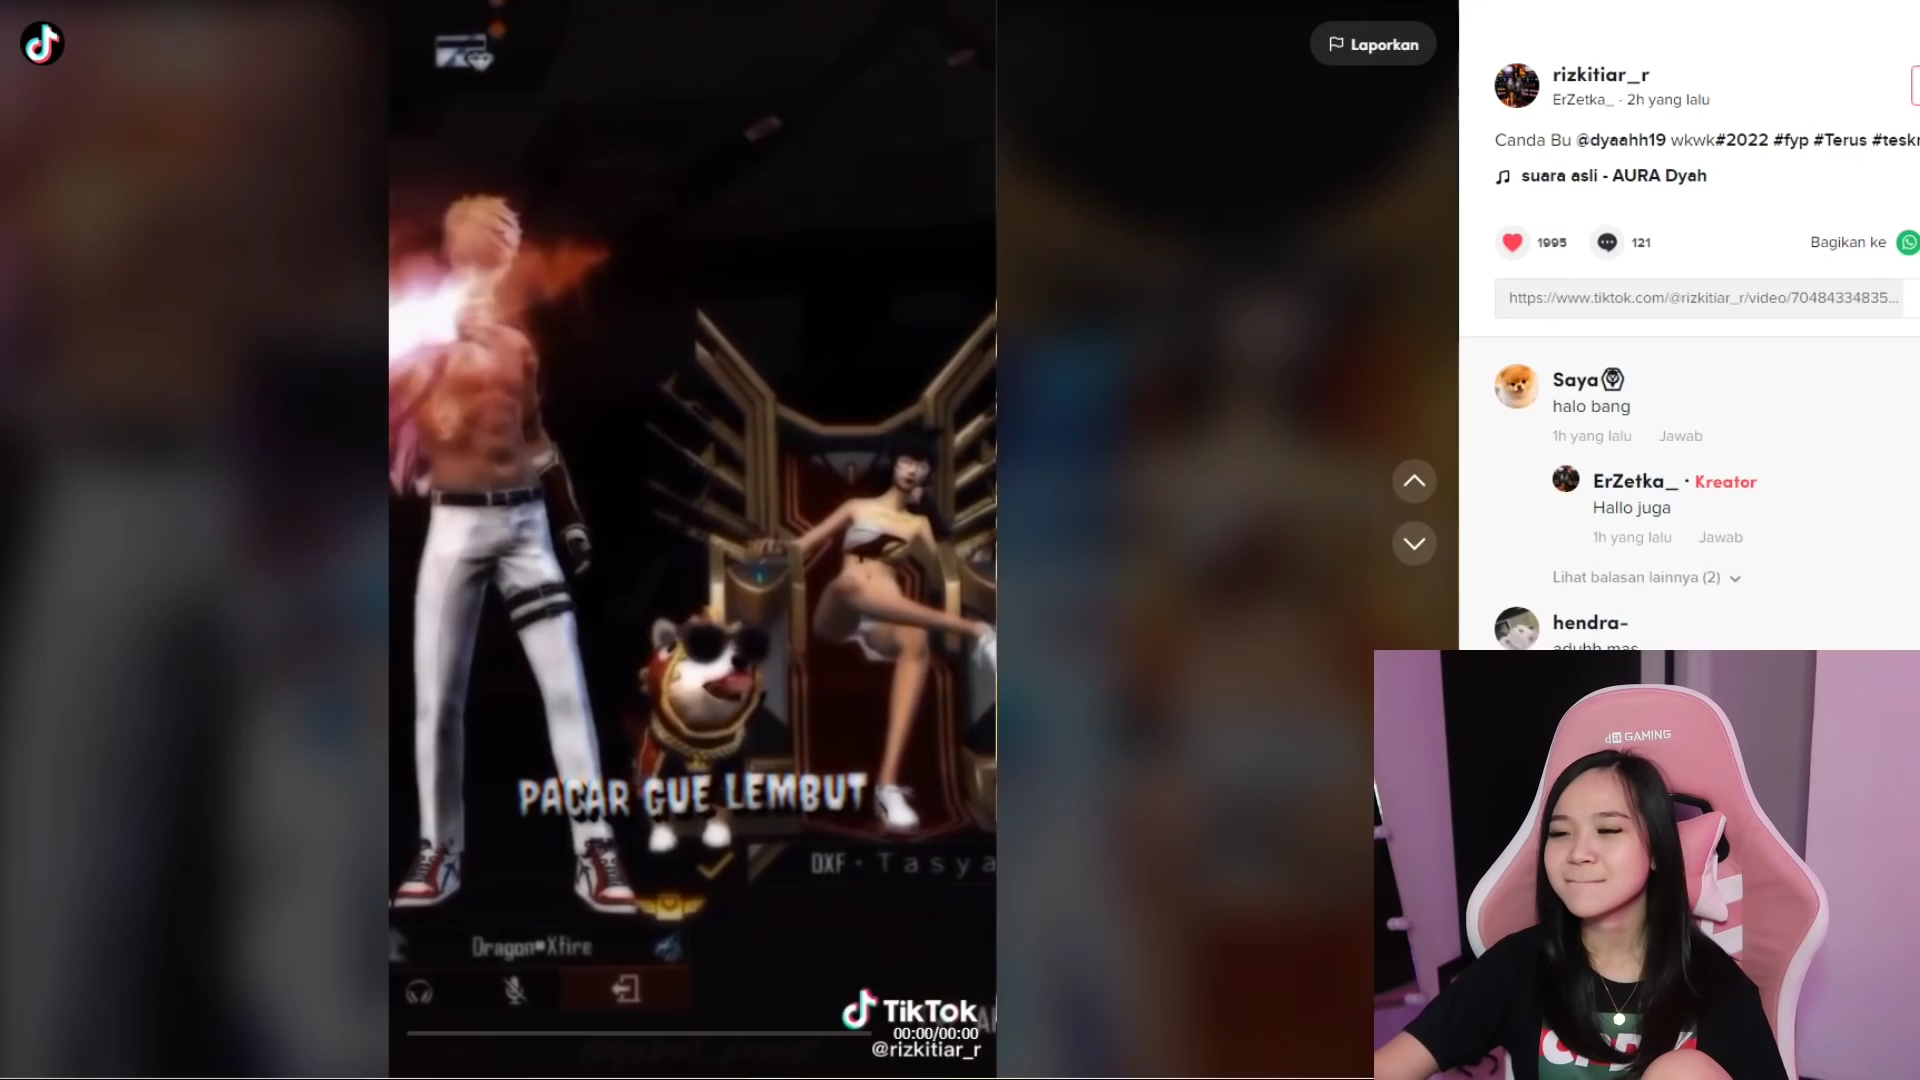 Laporkan
rizkitiar_r
ErZetka_ · 2h yang lalu
Canda Bu @dyaahh19 wkwk#2022 #fyp #Terus #teskr
suara asli - AURA Dyah
1995
121
Bagikan ke
https://www.tiktok.com/@rizkitiar_r/video/70484334835...
Saya
halo bang
1h yang lalu Jawab
ErZetka_ · Kreator
Hallo juga
1h yang lalu Jawab
Lihat balasan lainnya (2)
hendra-
aduhh mas
PACAR GUE LEMBUT
DXF · Tasya
Dragon Xfire
TikTok
00:00/00:00
@rizkitiar_r
GAMING